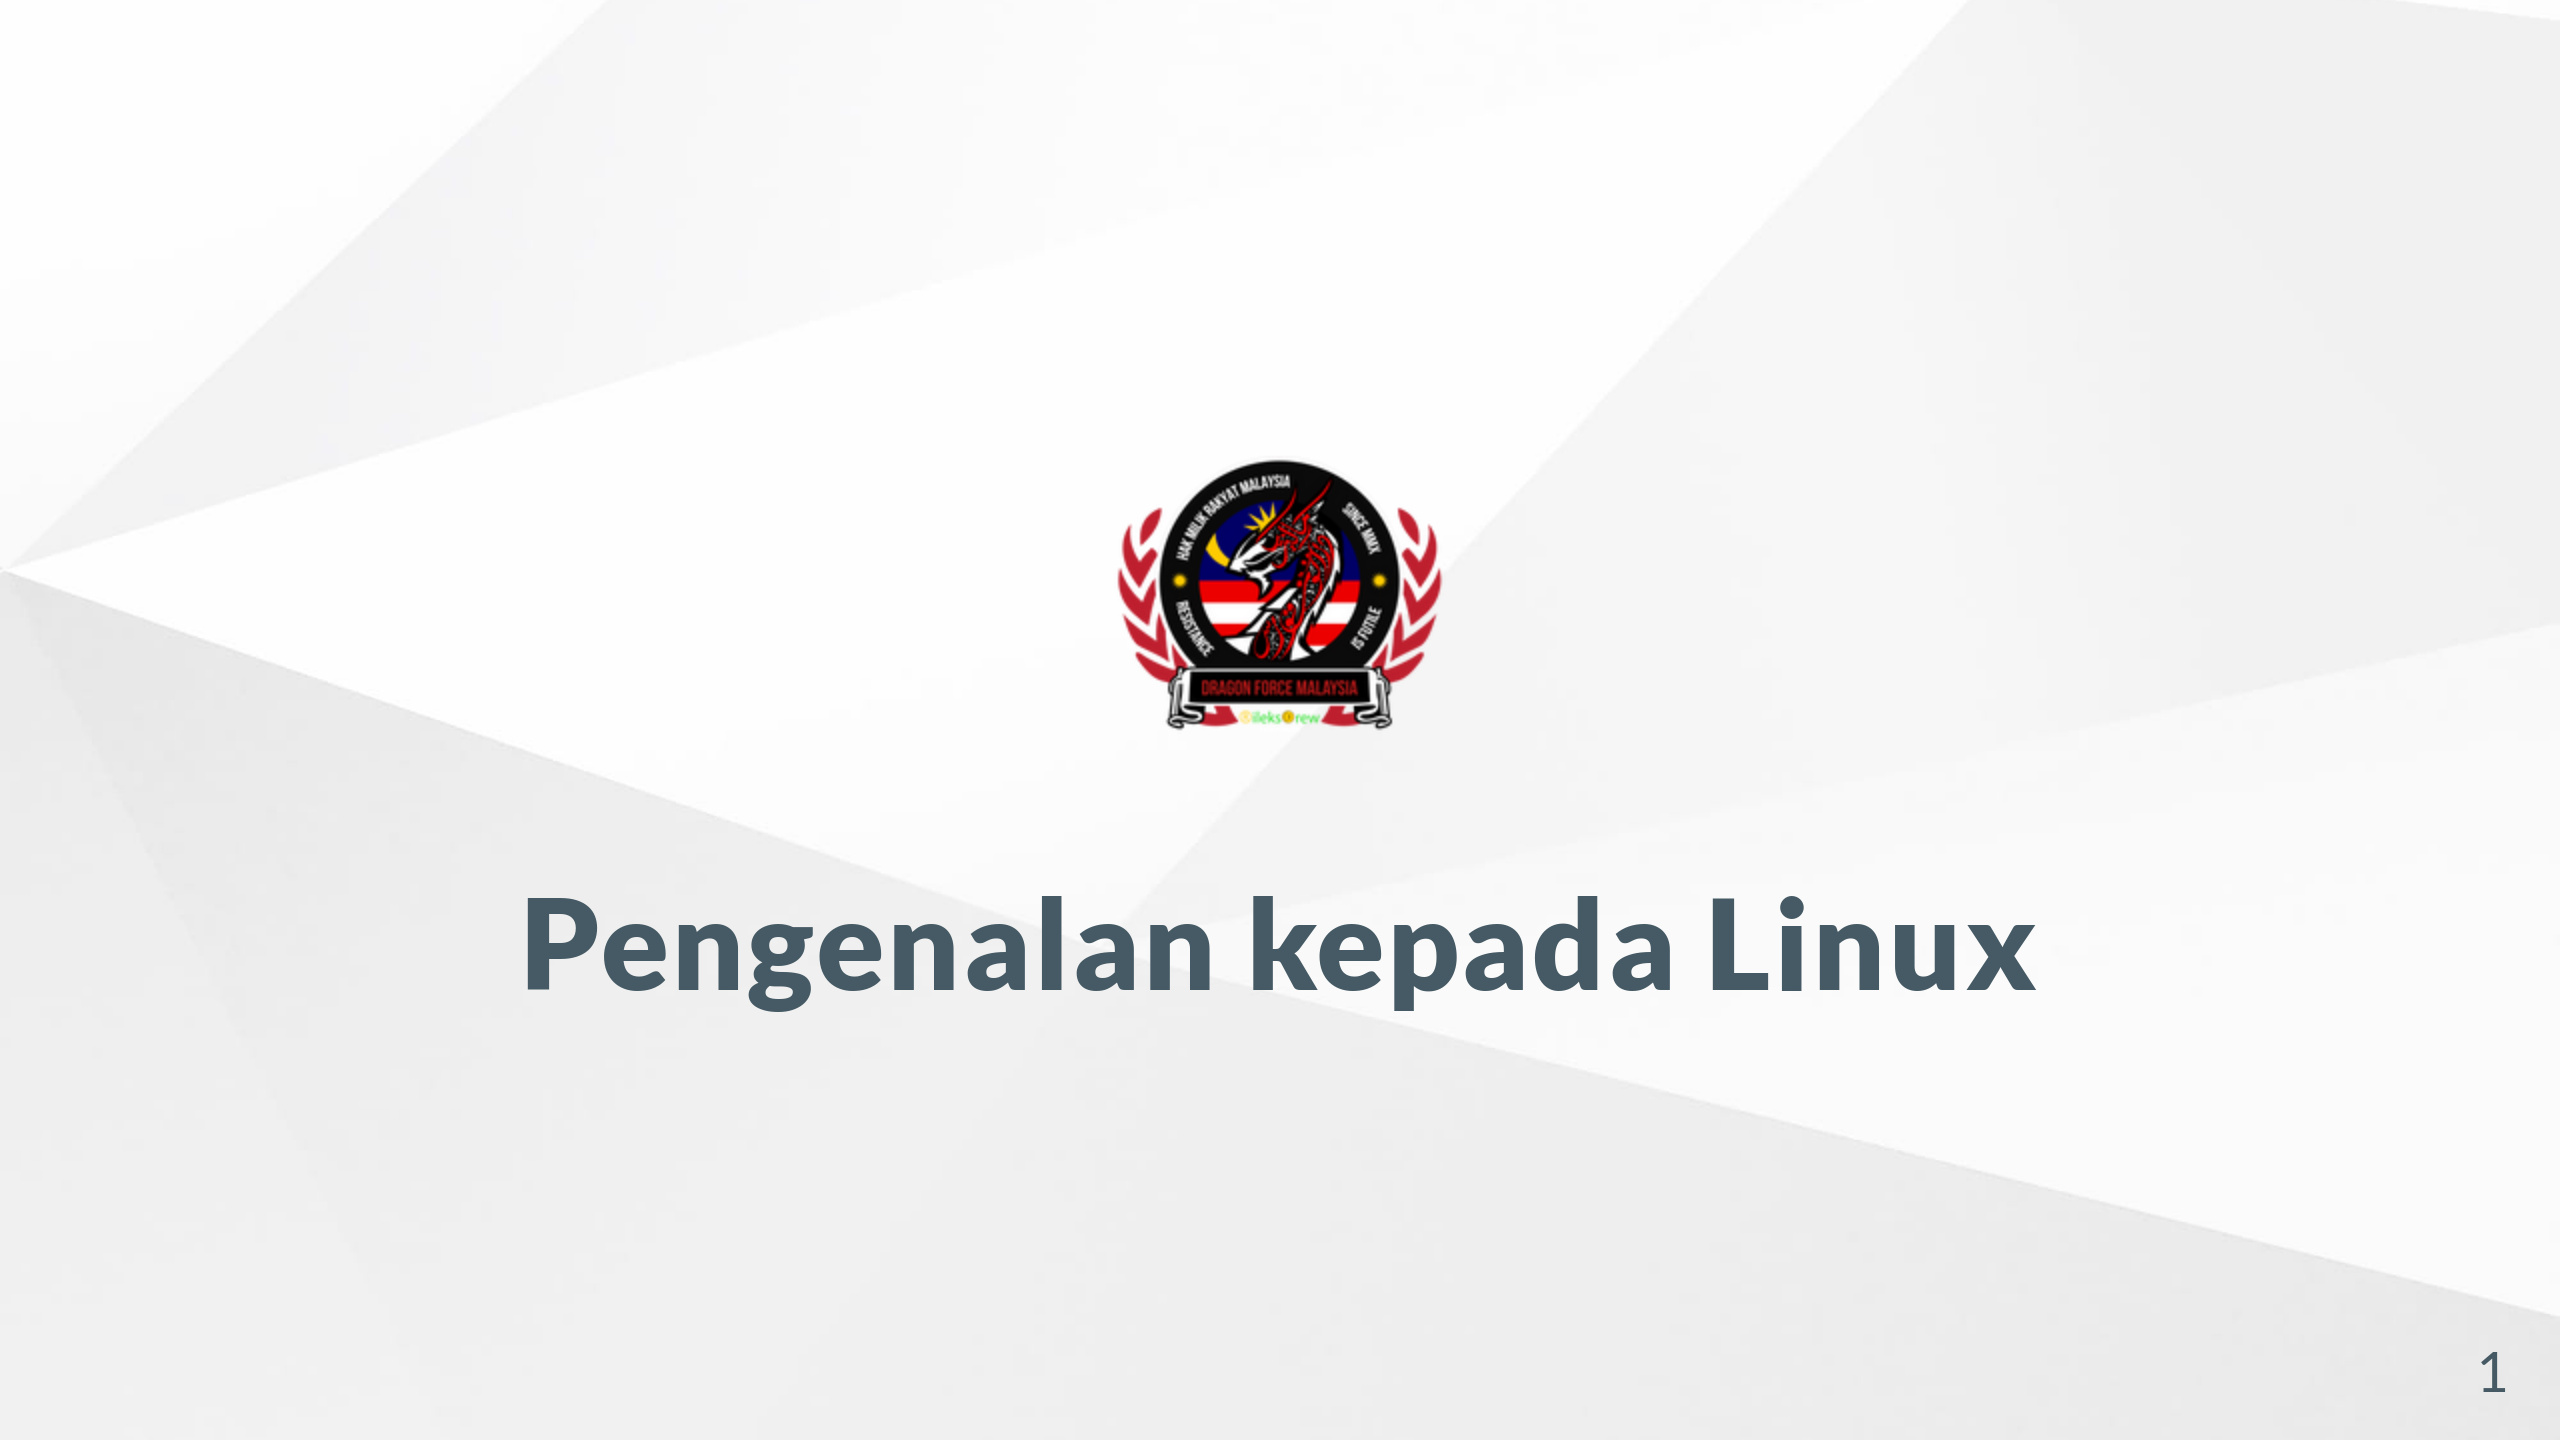 HAK MILIK RAKYAT MALAYSIA
SINCE MMX
RESISTANCE
IS FUTILE
DRAGON FORCE MALAYSIA
Pengenalan kepada Linux
1